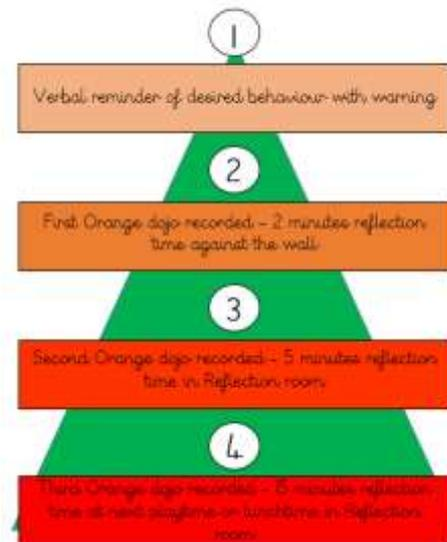 1
Verbal reminder of desired behaviour with warning
2
First Orange dojo recorded - 2 minutes reflection
time against the wall
3
Second Orange dojo recorded - 5 minutes reflection
time in Reflection room
4
Third Orange dojo recorded - 15 minutes reflection
time at next playtime or lunchtime in Reflection
room